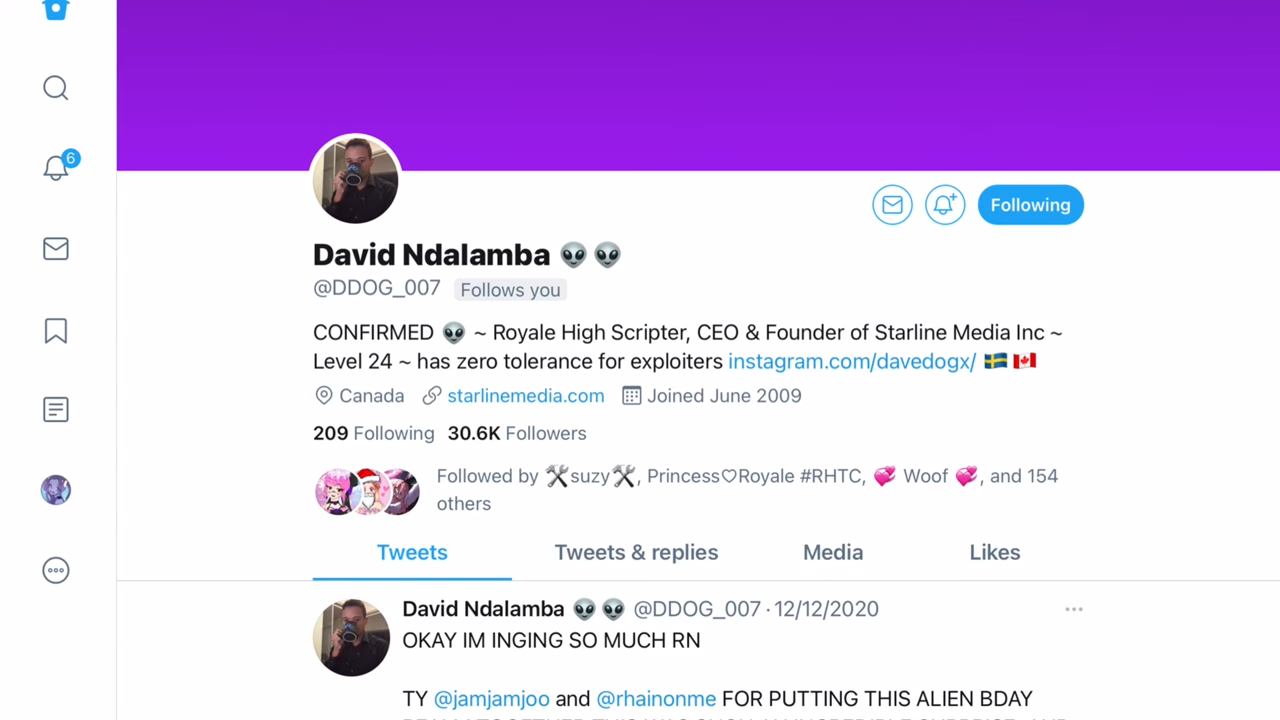 6
Following
David Ndalamba 👽 👽
@DDOG_007 Follows you
CONFIRMED 👽 ~ Royale High Scripter, CEO & Founder of Starline Media Inc ~
Level 24 ~ has zero tolerance for exploiters instagram.com/davedogx/ 🇸🇪 🇨🇦
Canada starlinemedia.com Joined June 2009
209 Following 30.6K Followers
Followed by 🛠suzy🛠, Princess♡Royale #RHTC, 💞 Woof 💞, and 154
others
Tweets Tweets & replies Media Likes
David Ndalamba 👽 👽 @DDOG_007 · 12/12/2020
OKAY IM INGING SO MUCH RN
TY @jamjamjoo and @rhainonme FOR PUTTING THIS ALIEN BDAY